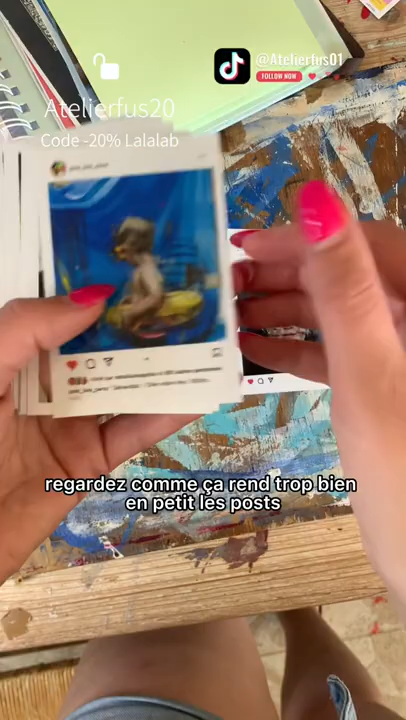 @Atelierfus01
FOLLOW NOW
Atelierfus20
Code -20% Lalalab
regardez comme ça rend trop bien
en petit les posts